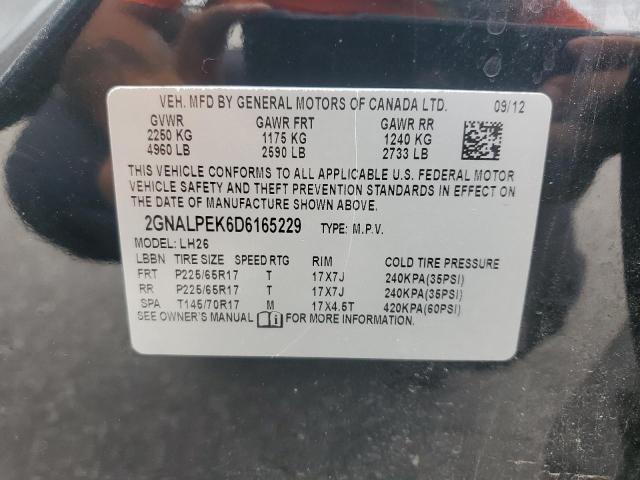 VEH. MFD BY GENERAL MOTORS OF CANADA LTD. 09/12
GVWR GAWR FRT GAWR RR
2250 KG 1175 KG 1240 KG
4960 LB 2590 LB 2733 LB
THIS VEHICLE CONFORMS TO ALL APPLICABLE U.S. FEDERAL MOTOR
VEHICLE SAFETY AND THEFT PREVENTION STANDARDS IN EFFECT ON
THE DATE OF MANUFACTURE SHOWN ABOVE.
2GNALPEK6D6165229 TYPE: M.P.V.
MODEL: LH26
LBBN TIRE SIZE SPEED RTG RIM COLD TIRE PRESSURE
FRT P225/65R17 T 17X7J 240KPA(35PSI)
RR P225/65R17 T 17X7J 240KPA(35PSI)
SPA T145/70R17 M 17X4.5T 420KPA(60PSI)
SEE OWNER'S MANUAL FOR MORE INFORMATION.